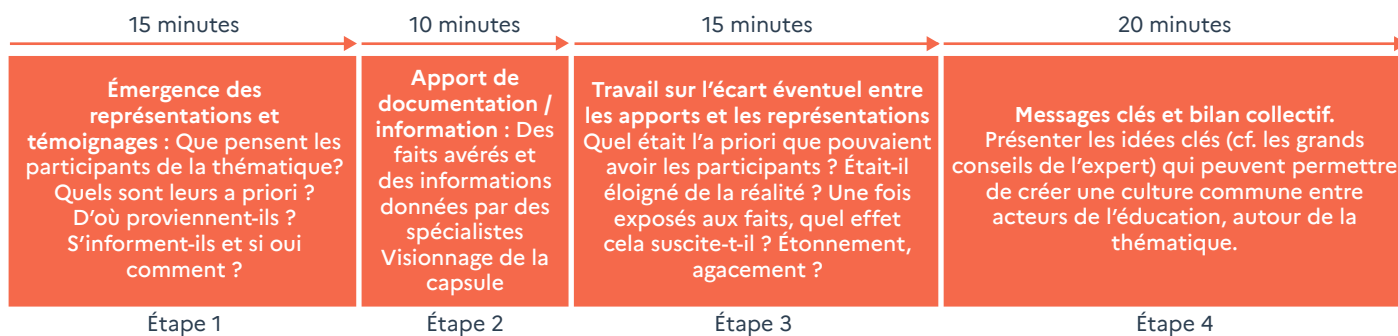 15 minutes
10 minutes
15 minutes
20 minutes
Émergence des
représentations et
témoignages : Que pensent les
participants de la thématique?
Quels sont leurs a priori ?
D’où proviennent-ils ?
S’informent-ils et si oui
comment ?
Apport de
documentation /
information : Des
faits avérés et
des informations
données par des
spécialistes
Visionnage de la
capsule
Travail sur l’écart éventuel entre
les apports et les représentations
Quel était l’a priori que pouvaient
avoir les participants ? Était-il
éloigné de la réalité ? Une fois
exposés aux faits, quel effet
cela suscite-t-il ? Étonnement,
agacement ?
Messages clés et bilan collectif.
Présenter les idées clés (cf. les grands
conseils de l’expert) qui peuvent permettre
de créer une culture commune entre
acteurs de l’éducation, autour de la
thématique.
Étape 1
Étape 2
Étape 3
Étape 4